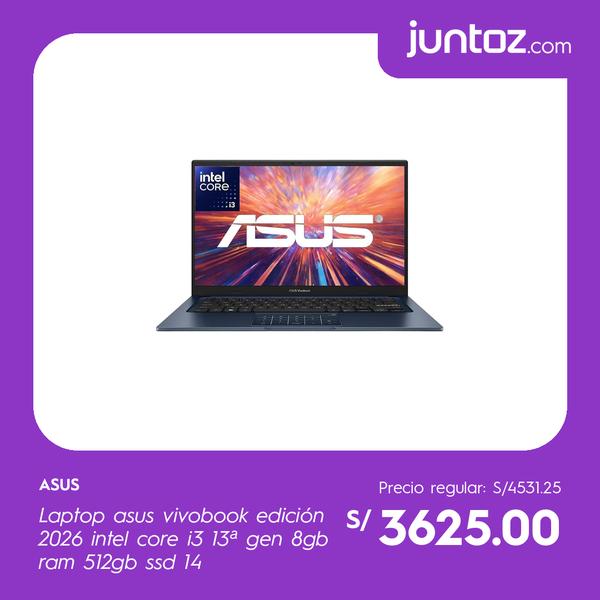 juntoz.com
intel
CORE
i3
ASUS
ASUS
Precio regular: S/4531.25
Laptop asus vivobook edición
2026 intel core i3 13ª gen 8gb
ram 512gb ssd 14
S/ 3625.00